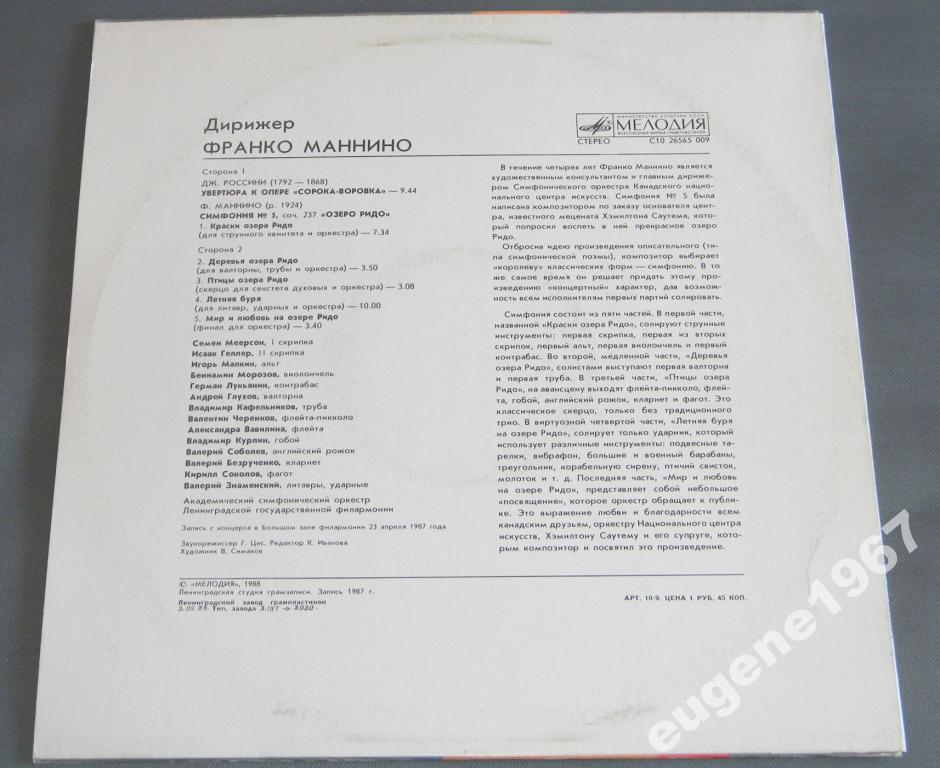 Дирижер
ФРАНКО МАННИНО
МИНИСТЕРСТВО КУЛЬТУРЫ СССР
МЕЛОДИЯ
ВСЕСОЮЗНАЯ ФИРМА ГРАМПЛАСТИНОК
СТЕРЕО С10 26565 009
Сторона 1
ДЖ. РОССИНИ (1792 — 1868)
УВЕРТЮРА К ОПЕРЕ «СОРОКА-ВОРОВКА» — 9.44
Ф. МАННИНО (р. 1924)
СИМФОНИЯ № 5, соч. 237 «ОЗЕРО РИДО»
1. Краски озера Ридо
(для струнного квинтета и оркестра) — 7.34
Сторона 2
2. Деревья озера Ридо
(для валторны, трубы и оркестра) — 3.50
3. Птицы озера Ридо
(скерцо для секстета духовых и оркестра) — 3.08
4. Летняя буря
(для литавр, ударных и оркестра) — 10.00
5. Мир и любовь на озере Ридо
(финал для оркестра) — 3.40
Семен Меерсон, I скрипка
Исаак Геллер, II скрипка
Игорь Малкин, альт
Бениамин Морозов, виолончель
Герман Лукьянин, контрабас
Андрей Глухов, валторна
Владимир Кафельников, труба
Валентин Черенков, флейта-пикколо
Александра Вавилина, флейта
Владимир Курлин, гобой
Валерий Соболев, английский рожок
Валерий Безрученко, кларнет
Кирилл Соколов, фагот
Валерий Знаменский, литавры, ударные
Академический симфонический оркестр
Ленинградской государственной филармонии
Запись с концерта в Большом зале филармонии 23 апреля 1987 года
Звукорежиссер Г. Цес. Редактор К. Иванова
Художник В. Симаков
В течение четырех лет Франко Маннино является
художественным консультантом и главным дириже-
ром Симфонического оркестра Канадского нацио-
нального центра искусств. Симфония № 5 была
написана композитором по заказу основателя цент-
ра, известного мецената Хэмилтона Саутема, кото-
рый попросил воспеть в ней прекрасное озеро
Ридо.
Отбросив идею произведения описательного (ти-
па симфонической поэмы), композитор выбирает
«королеву» классических форм — симфонию. В то
же самое время он решает придать этому про-
изведению «концертный» характер, дав возмож-
ность всем исполнителям первых партий солировать.
Симфония состоит из пяти частей. В первой части,
названной «Краски озера Ридо», солируют струнные
инструменты: первая скрипка, первая из вторых
скрипок, первый альт, первая виолончель и первый
контрабас. Во второй, медленной части, «Деревья
озера Ридо», солистами выступают первая валторна
и первая труба. В третьей части, «Птицы озера
Ридо», на авансцену выходят флейта-пикколо, флей-
та, гобой, английский рожок, кларнет и фагот. Это
классическое скерцо, только без традиционного
трио. В виртуозной четвертой части, «Летняя буря
на озере Ридо», солирует только ударник, который
использует различные инструменты: подвесные та-
релки, вибрафон, большие и военный барабаны,
треугольник, корабельную сирену, птичий свисток,
молоток и т. д. Последняя часть, «Мир и любовь
на озере Ридо», представляет собой небольшое
«посвящение», которое оркестр обращает к публи-
ке. Это выражение любви и благодарности всем
канадским друзьям, оркестру Национального центра
искусств, Хэмилтону Саутему и его супруге, кото-
рым композитор и посвятил это произведение.
© «МЕЛОДИЯ», 1988
Ленинградская студия грамзаписи. Запись 1987 г.
Ленинградский завод грампластинок
Тип. завода
АРТ. 10-9. ЦЕНА 1 РУБ. 45 КОП.
eugene1967